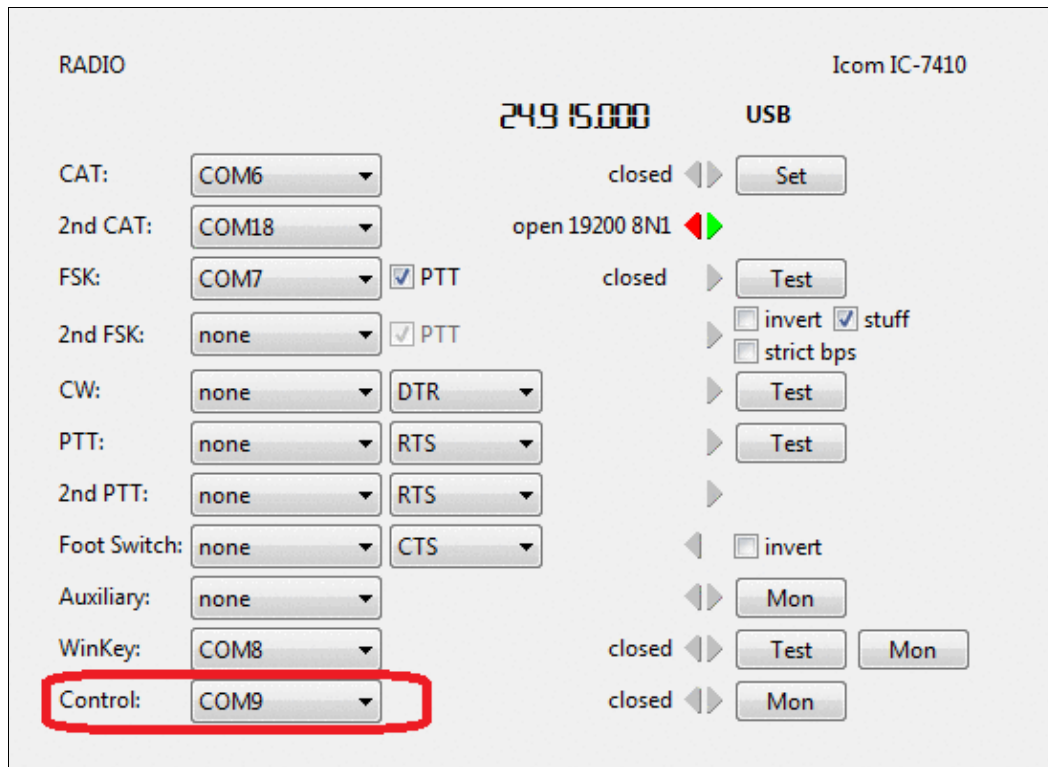 RADIO Icom IC-7410
24.915.000 USB
CAT: COM6 closed Set
2nd CAT: COM18 open 19200 8N1
FSK: COM7 PTT closed Test
2nd FSK: none PTT invert stuff
strict bps
CW: none DTR Test
PTT: none RTS Test
2nd PTT: none RTS
Foot Switch: none CTS invert
Auxiliary: none Mon
WinKey: COM8 closed Test Mon
Control: COM9 closed Mon